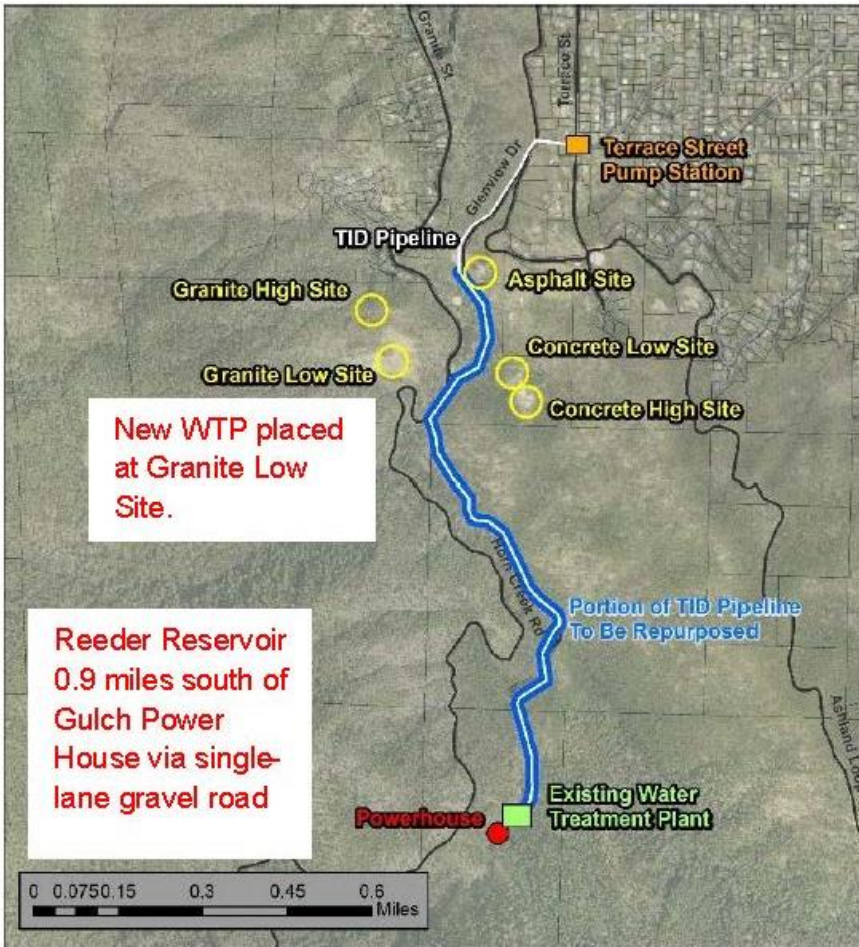 Granite St
Terrace St
Glenview Dr
Terrace Street
Pump Station
TID Pipeline
Asphalt Site
Granite High Site
Concrete Low Site
Granite Low Site
Concrete High Site
New WTP placed
at Granite Low
Site.
Horn Creek Rd
Portion of TID Pipeline
To Be Repurposed
Reeder Reservoir
0.9 miles south of
Gulch Power
House via single-
lane gravel road
Ashland Lo
Existing Water
Treatment Plant
Powerhouse
0 0.075 0.15 0.3 0.45 0.6
Miles